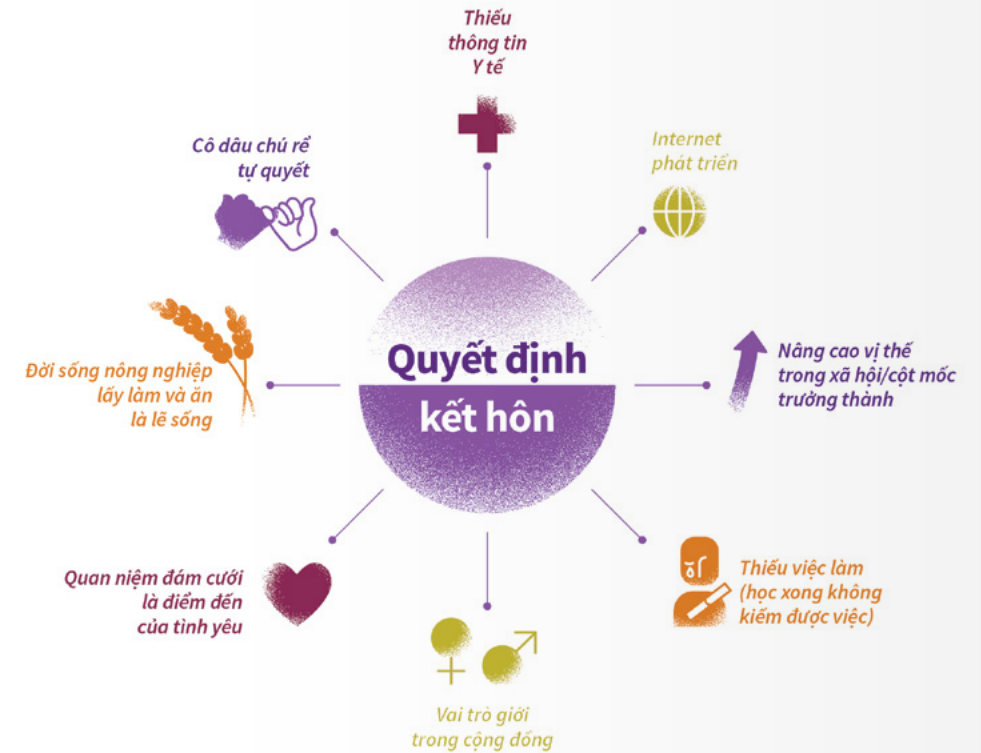 Thiếu
thông tin
Y tế
Internet
phát triển
Cô dâu chú rể
tự quyết
Quyết định
kết hôn
Nâng cao vị thế
trong xã hội/cột mốc
trưởng thành
Đời sống nông nghiệp
lấy làm và ăn
là lẽ sống
Thiếu việc làm
(học xong không
kiếm được việc)
Quan niệm đám cưới
là điểm đến
của tình yêu
Vai trò giới
trong cộng đồng